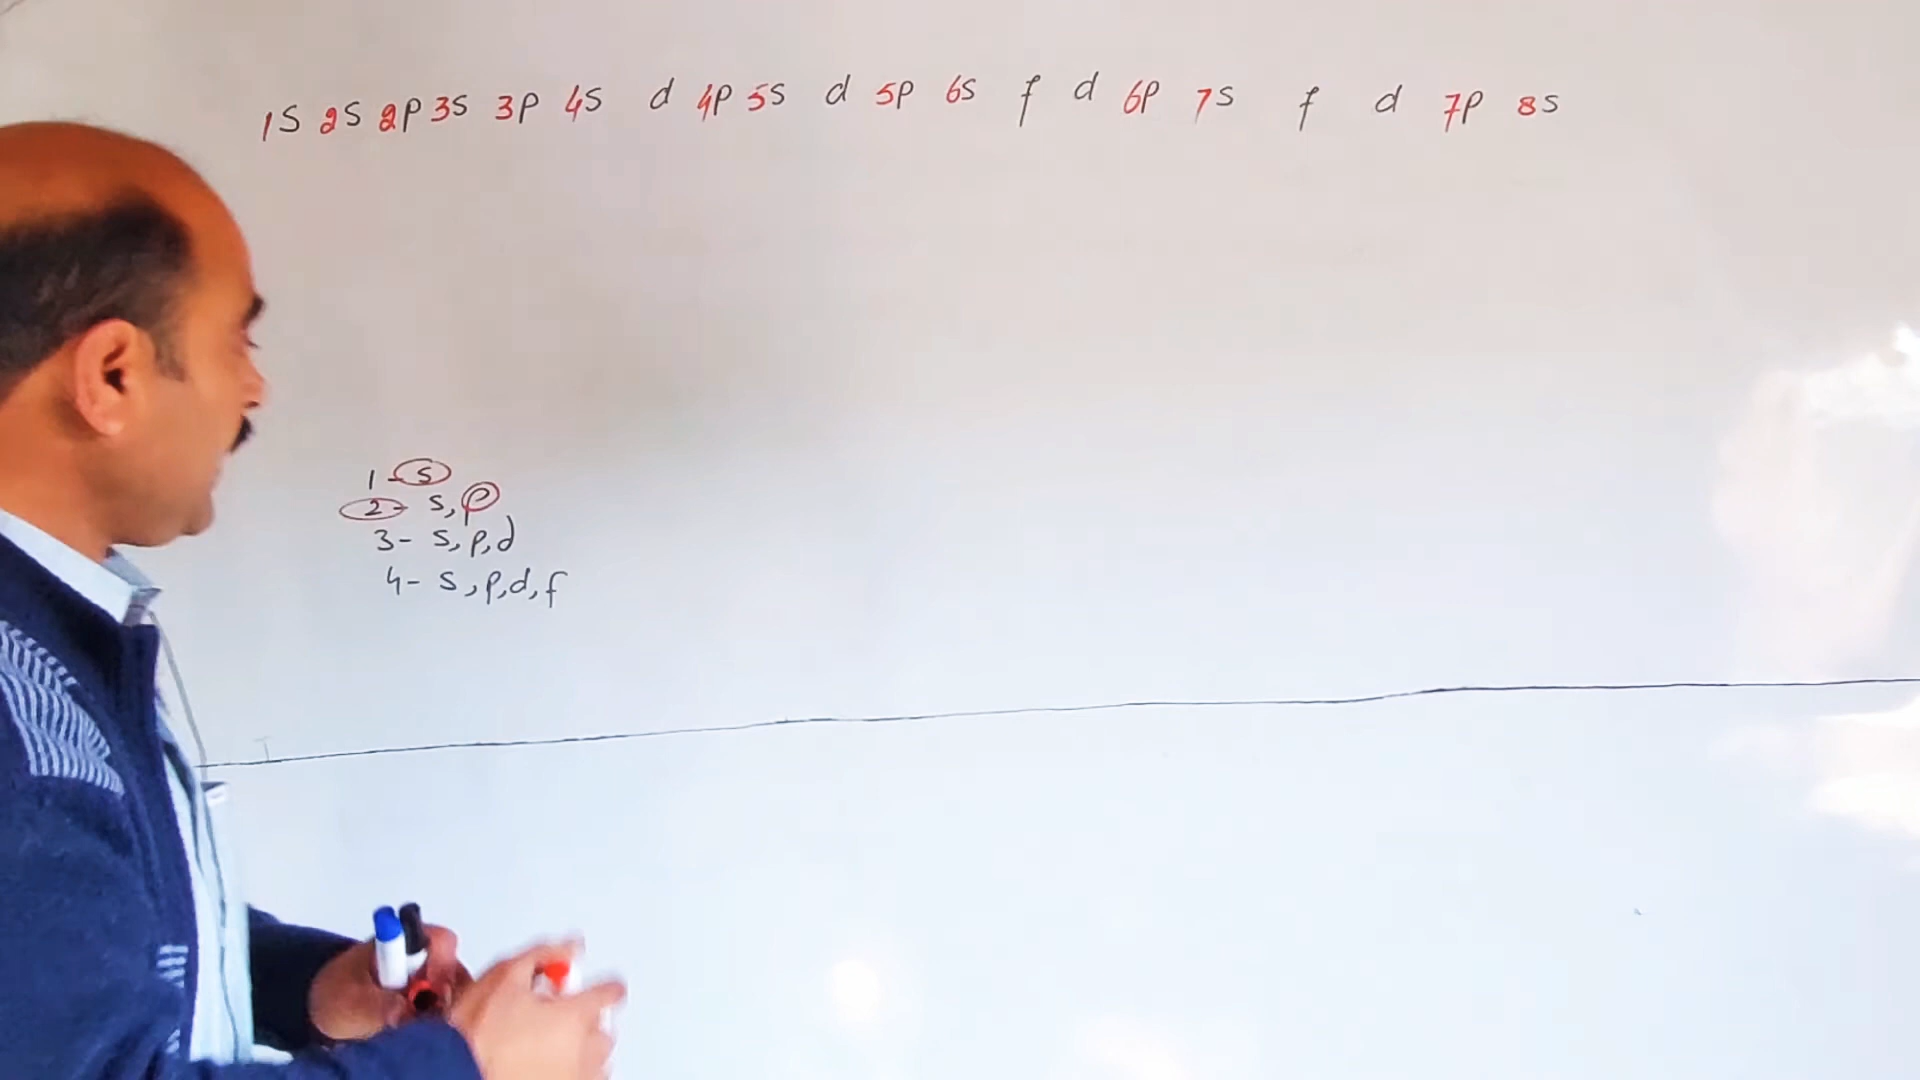 1s 2s 2p 3s 3p 4s d 4p 5s d 5p 6s f d 6p 7s f d 7p 8s
1 - s
2 - s, p
3 - s, p, d
4 - s, p, d, f